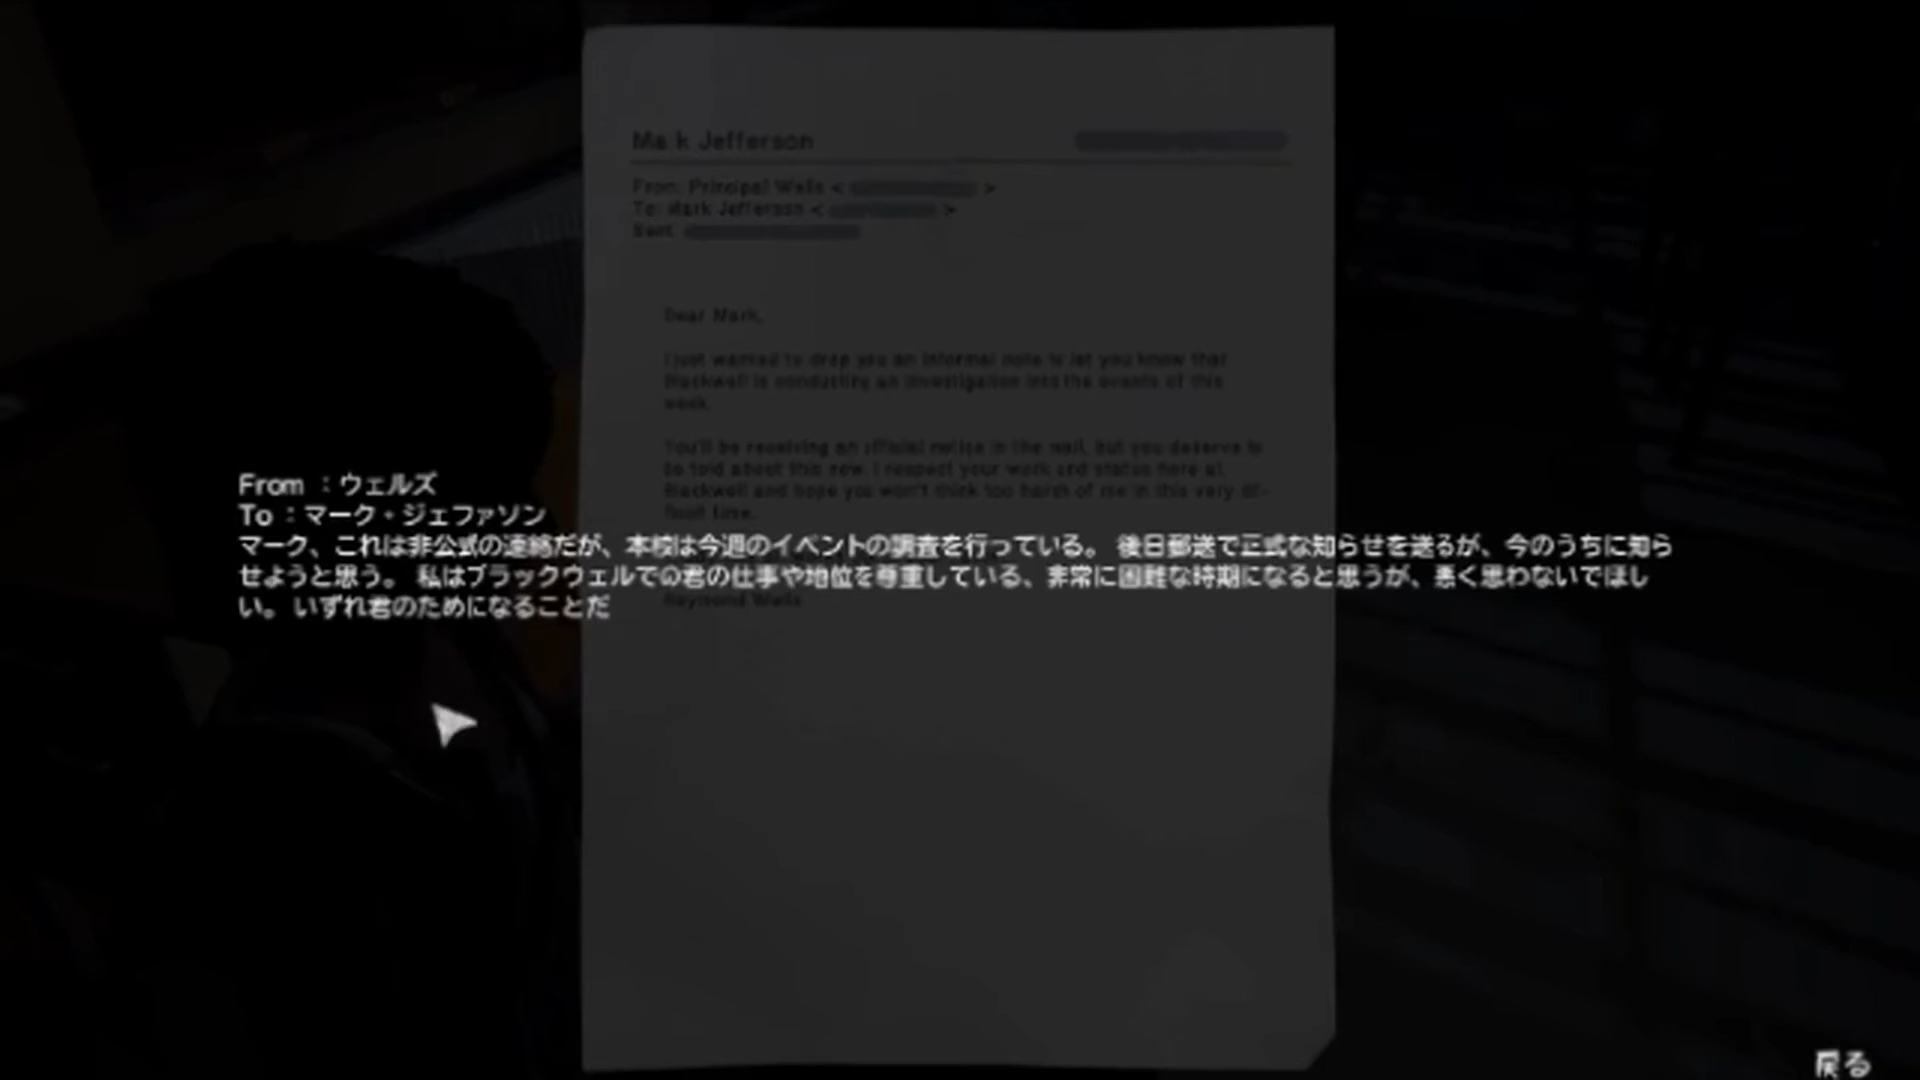 Ma k Jefferson
From: Principal Wells < >
To: Mark Jefferson < >
Sent:
Dear Mark,
I just wanted to drop you an informal note to let you know that
Blackwell is conducting an investigation into the events of this
week.
You'll be receiving an official notice in the mail, but you deserve to
be told about this now. I respect your work and status here at
Blackwell and hope you won't think too harsh of me in this very dif-
ficult time.
From ：ウェルズ
To：マーク・ジェファソン
マーク、これは非公式の連絡だが、本校は今週のイベントの調査を行っている。 後日郵送で正式な知らせを送るが、今のうちに知ら
せようと思う。 私はブラックウェルでの君の仕事や地位を尊重している、非常に困難な時期になると思うが、悪く思わないでほし
い。 いずれ君のためになることだ
Raymond Wells
戻る